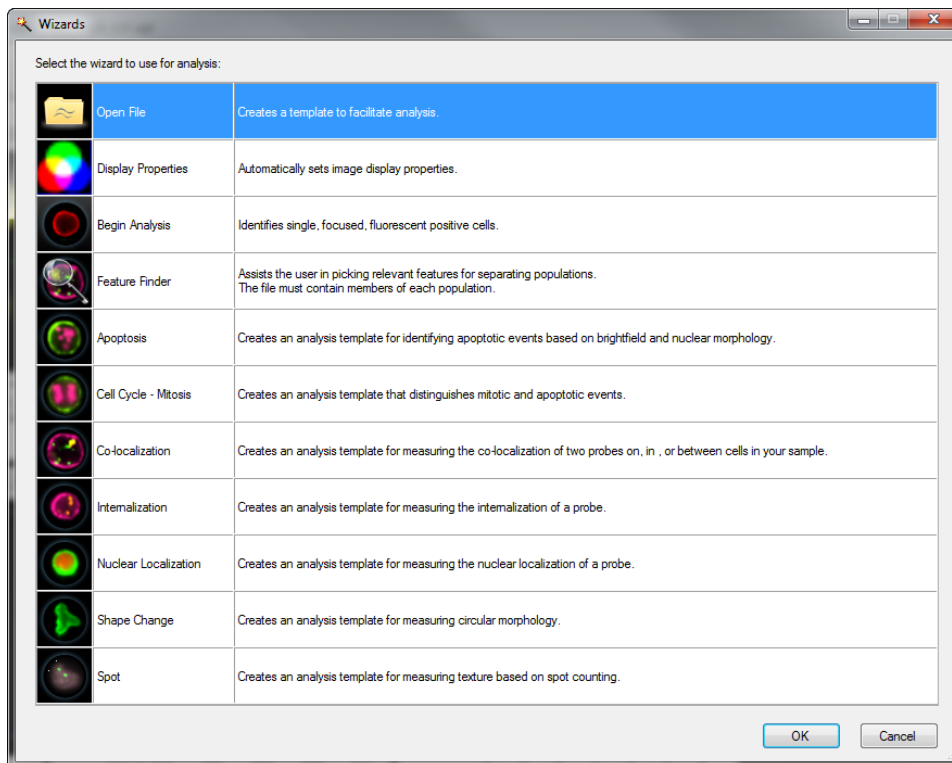 Wizards
Select the wizard to use for analysis:
Open File Creates a template to facilitate analysis.
Display Properties Automatically sets image display properties.
Begin Analysis Identifies single, focused, fluorescent positive cells.
Feature Finder Assists the user in picking relevant features for separating populations.
The file must contain members of each population.
Apoptosis Creates an analysis template for identifying apoptotic events based on brightfield and nuclear morphology.
Cell Cycle - Mitosis Creates an analysis template that distinguishes mitotic and apoptotic events.
Co-localization Creates an analysis template for measuring the co-localization of two probes on, in , or between cells in your sample.
Internalization Creates an analysis template for measuring the internalization of a probe.
Nuclear Localization Creates an analysis template for measuring the nuclear localization of a probe.
Shape Change Creates an analysis template for measuring circular morphology.
Spot Creates an analysis template for measuring texture based on spot counting.
OK Cancel